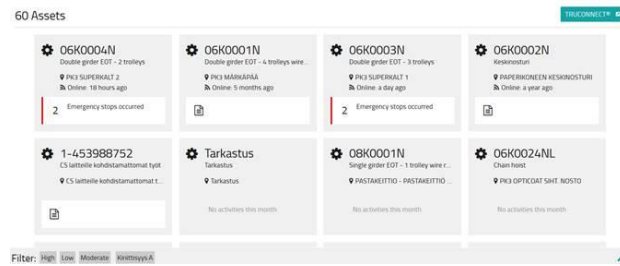 60 Assets
TRUCONNECT®
06K0004N
Double girder EOT - 2 trolleys
PK3 SUPERKALT 2
Online: 18 hours ago
2 Emergency stops occurred
06K0001N
Double girder EOT - 4 trolleys wire...
PK3 MÄRKÄPÄÄ
Online: 5 months ago
06K0003N
Double girder EOT - 3 trolleys
PK3 SUPERKALT 1
Online: a day ago
2 Emergency stops occurred
06K0002N
Keskinosturi
PAPERIKONEEN KESKINOSTURI
Online: a year ago
1-453988752
CS laitteille kohdistamattomat työt
CS laitteille kohdistamattomat t...
Tarkastus
Tarkastus
Tarkastus
No activities this month
08K0001N
Single girder EOT - 1 trolley wire r...
PASTAKEITTIÖ - PASTAKEITTIÖ ...
No activities this month
06K0024NL
Chain hoist
PK3 OPTICOAT SIHT. NOSTO
No activities this month
Filter: High Low Moderate Kiriittisyys A